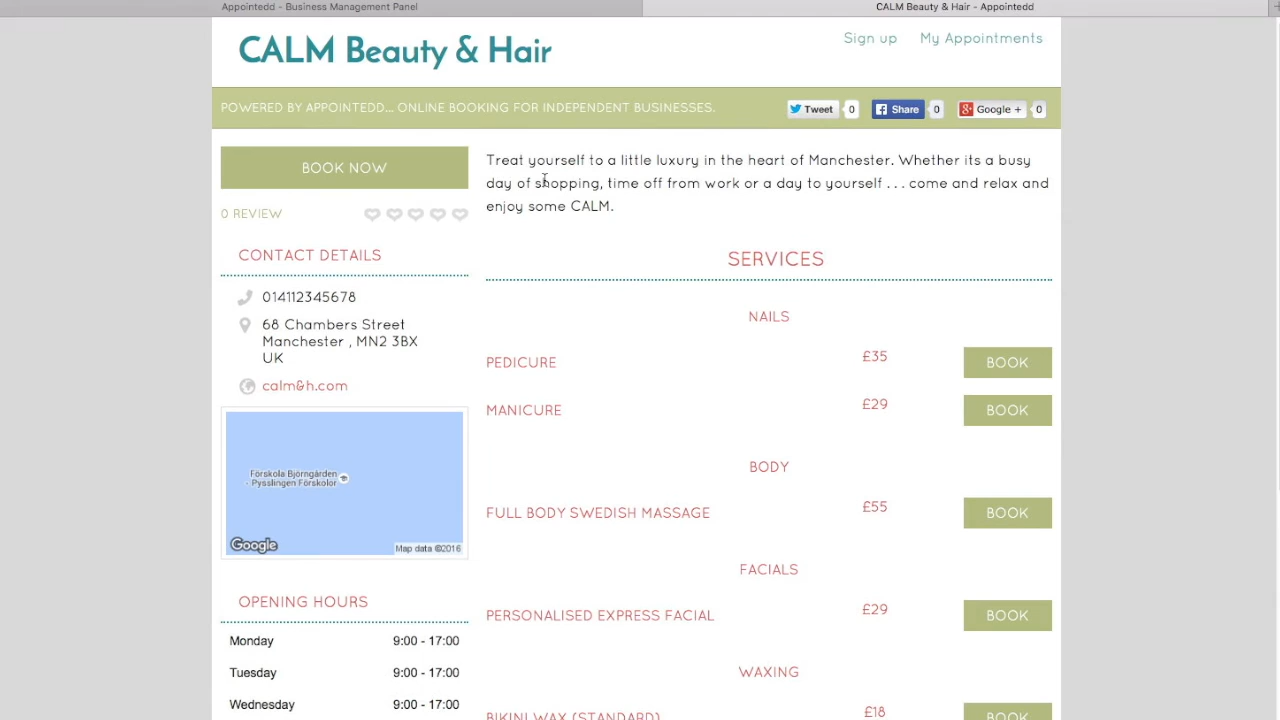 Appointedd - Business Management Panel
CALM Beauty & Hair - Appointedd
CALM Beauty & Hair
Sign up
My Appointments
POWERED BY APPOINTEDD... ONLINE BOOKING FOR INDEPENDENT BUSINESSES.
Tweet 0
Share 0
Google + 0
BOOK NOW
0 REVIEW
CONTACT DETAILS
014112345678
68 Chambers Street
Manchester , MN2 3BX
UK
calm&h.com
Förskola Björngården
- Pysslingen Förskolor
Google
Map data ©2016
OPENING HOURS
Monday 9:00 - 17:00
Tuesday 9:00 - 17:00
Wednesday 9:00 - 17:00
Treat yourself to a little luxury in the heart of Manchester. Whether its a busy
day of shopping, time off from work or a day to yourself . . . come and relax and
enjoy some CALM.
SERVICES
NAILS
PEDICURE £35 BOOK
MANICURE £29 BOOK
BODY
FULL BODY SWEDISH MASSAGE £55 BOOK
FACIALS
PERSONALISED EXPRESS FACIAL £29 BOOK
WAXING
BIKINI WAX (STANDARD) £18 BOOK